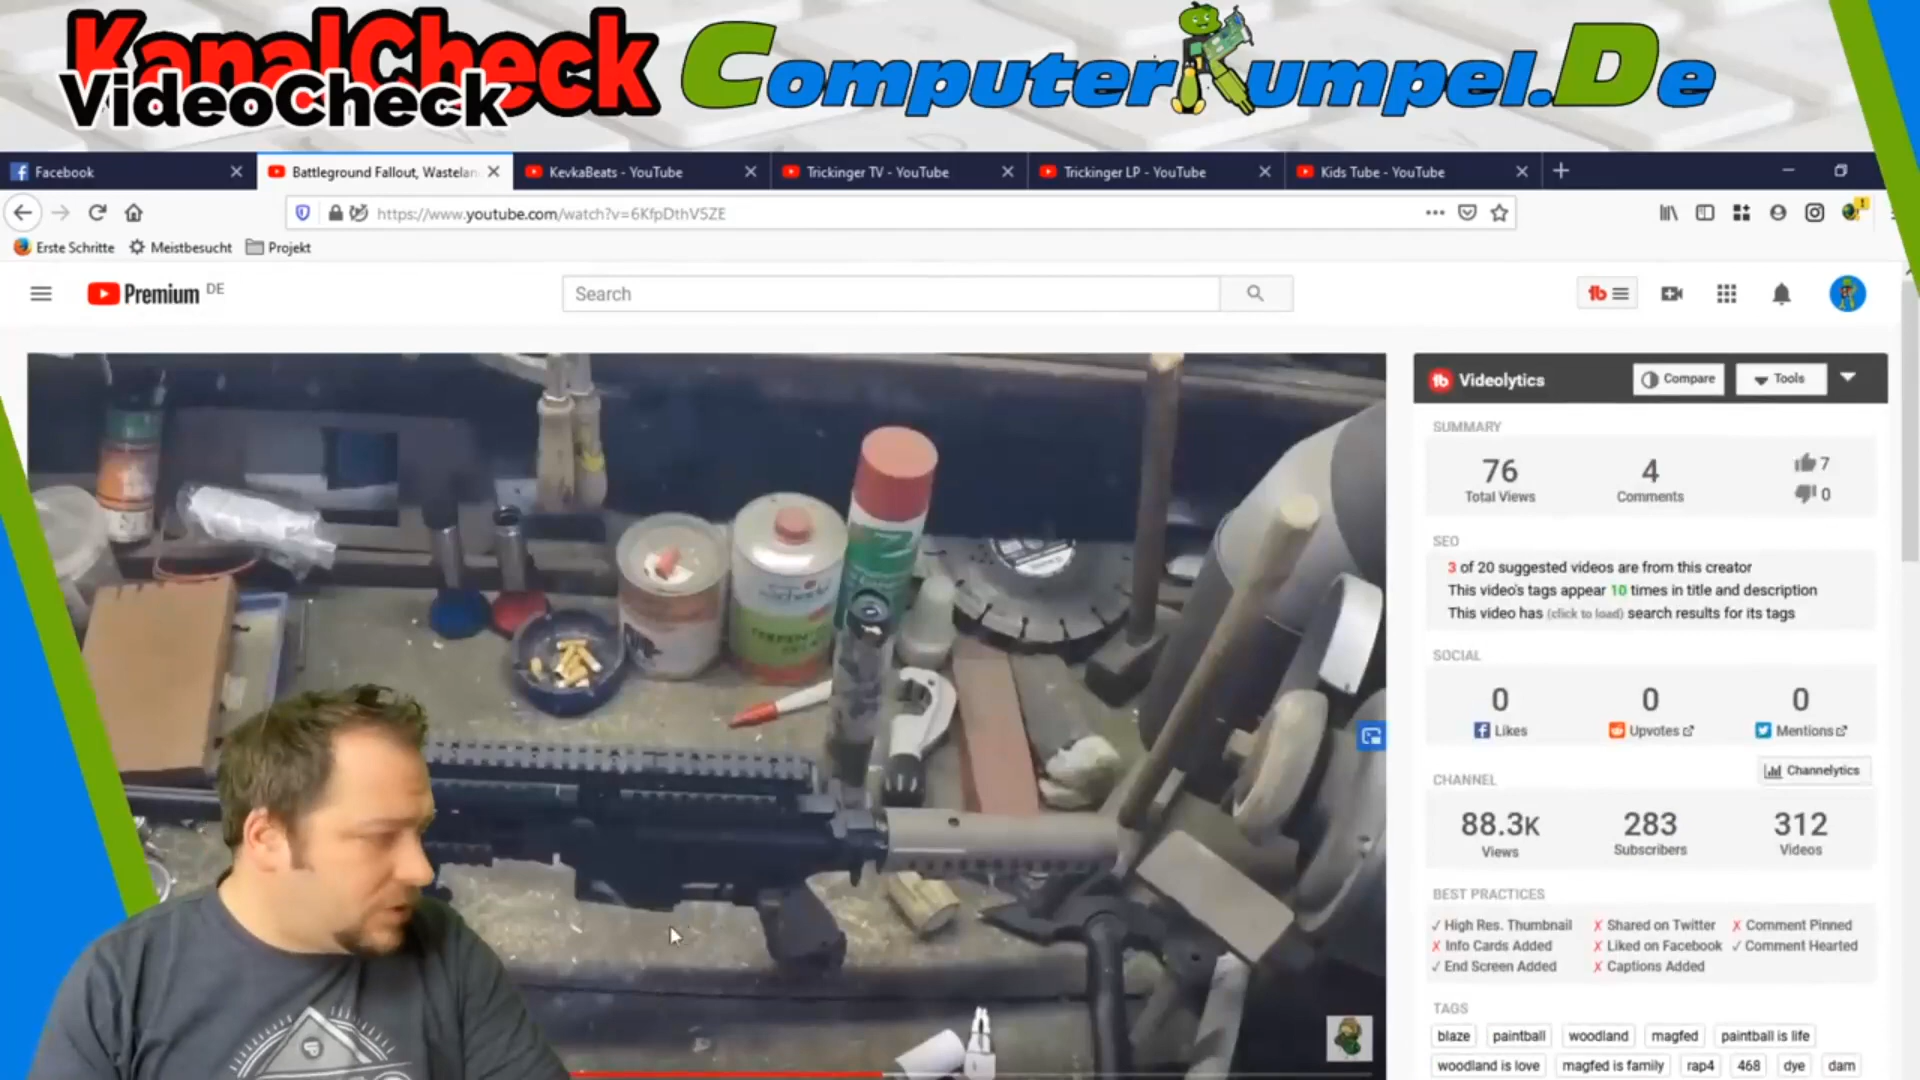 KanalCheck
VideoCheck
ComputerRumpel.De
Facebook
Battleground Fallout, Wastelan
KevkaBeats - YouTube
Trickinger TV - YouTube
Trickinger LP - YouTube
Kids Tube - YouTube
https://www.youtube.com/watch?v=6KfpDthVSZE
Erste Schritte
Meistbesucht
Projekt
Premium DE
Search
Videolytics
Compare
Tools
SUMMARY
76
Total Views
4
Comments
7
0
SEO
3 of 20 suggested videos are from this creator
This video's tags appear 10 times in title and description
This video has (click to load) search results for its tags
SOCIAL
0
Likes
0
Upvotes
0
Mentions
CHANNEL
Channelytics
88.3K
Views
283
Subscribers
312
Videos
BEST PRACTICES
✓ High Res. Thumbnail ✗ Shared on Twitter ✗ Comment Pinned
✗ Info Cards Added ✗ Liked on Facebook ✓ Comment Hearted
✓ End Screen Added ✗ Captions Added
TAGS
blaze paintball woodland magfed paintball is life
woodland is love magfed is family rap4 468 dye dam